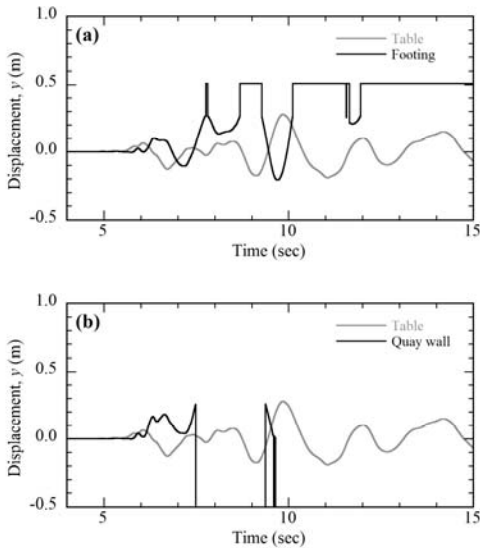 1.0
(a)
Table
Footing
0.5
Displacement, y (m)
0.0
-0.5
5
10
15
Time (sec)
1.0
(b)
Table
Quay wall
0.5
Displacement, y (m)
0.0
-0.5
5
10
15
Time (sec)